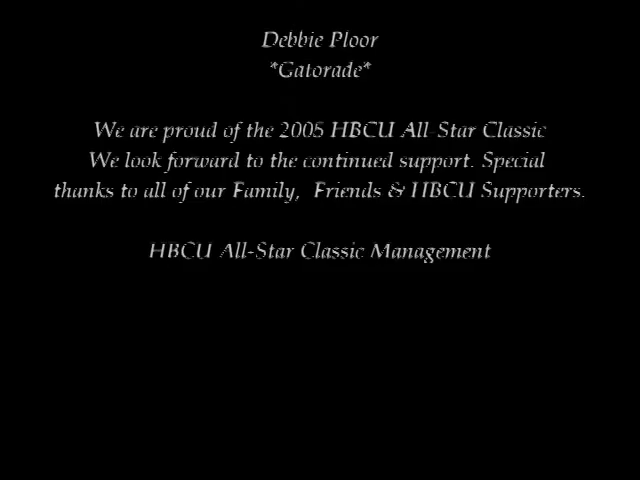 Debbie Ploor
*Gatorade*
We are proud of the 2005 HBCU All-Star Classic
We look forward to the continued support. Special
thanks to all of our Family, Friends & HBCU Supporters.
HBCU All-Star Classic Management